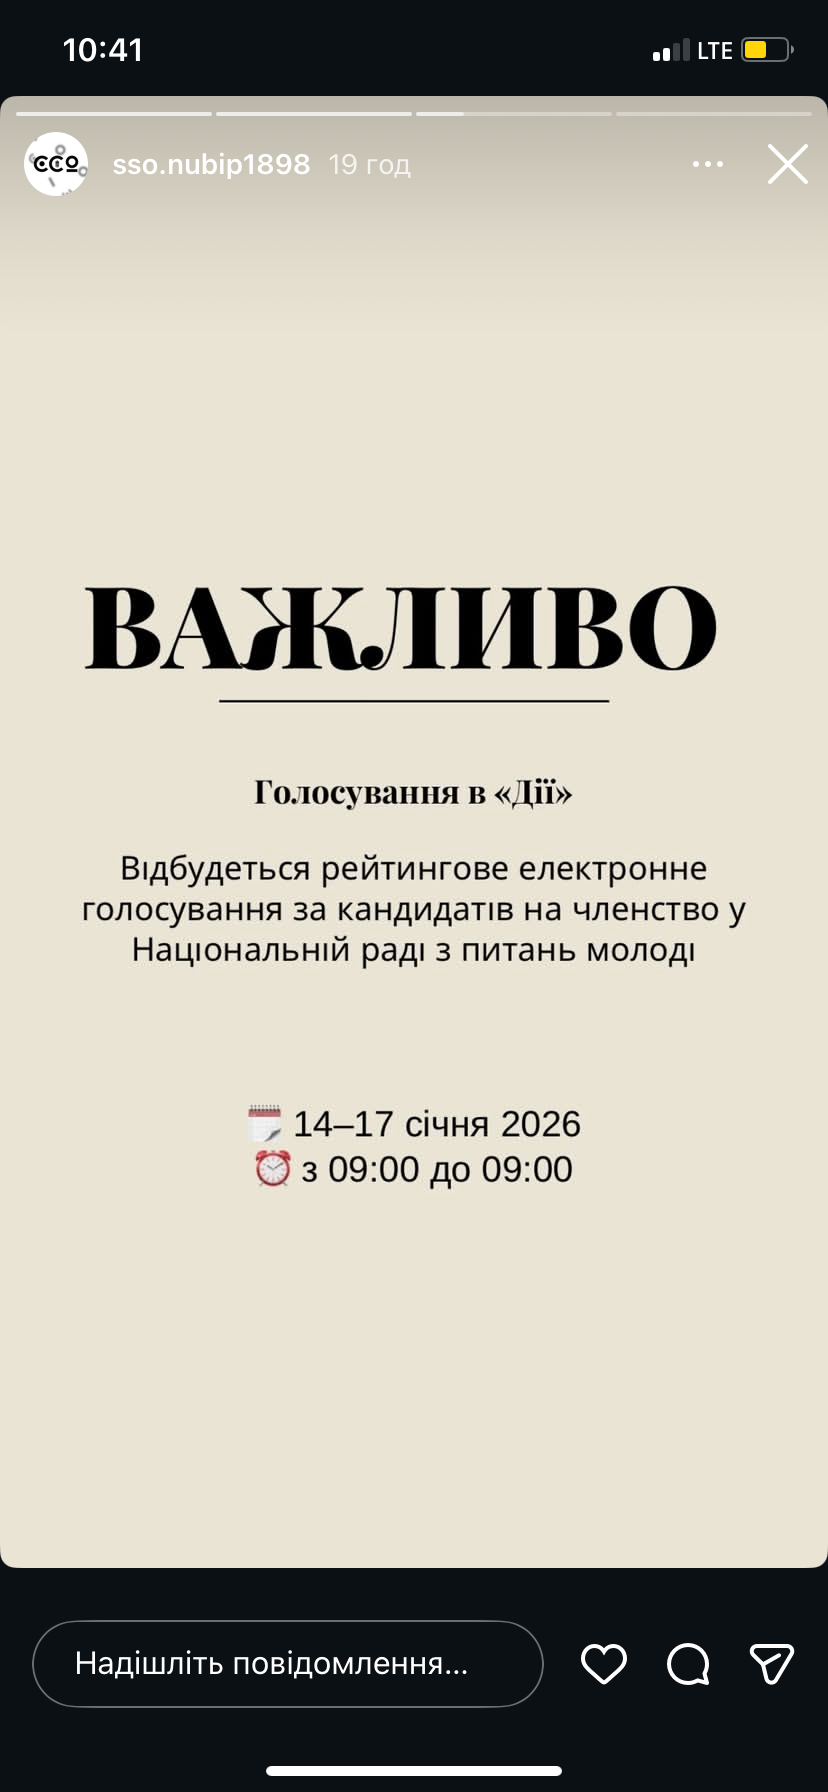 10:41
LTE
ссо
sso.nubip1898 19 год
ВАЖЛИВО
Голосування в «Дії»
Відбудеться рейтингове електронне
голосування за кандидатів на членство у
Національній раді з питань молоді
14–17 січня 2026
з 09:00 до 09:00
Надішліть повідомлення...